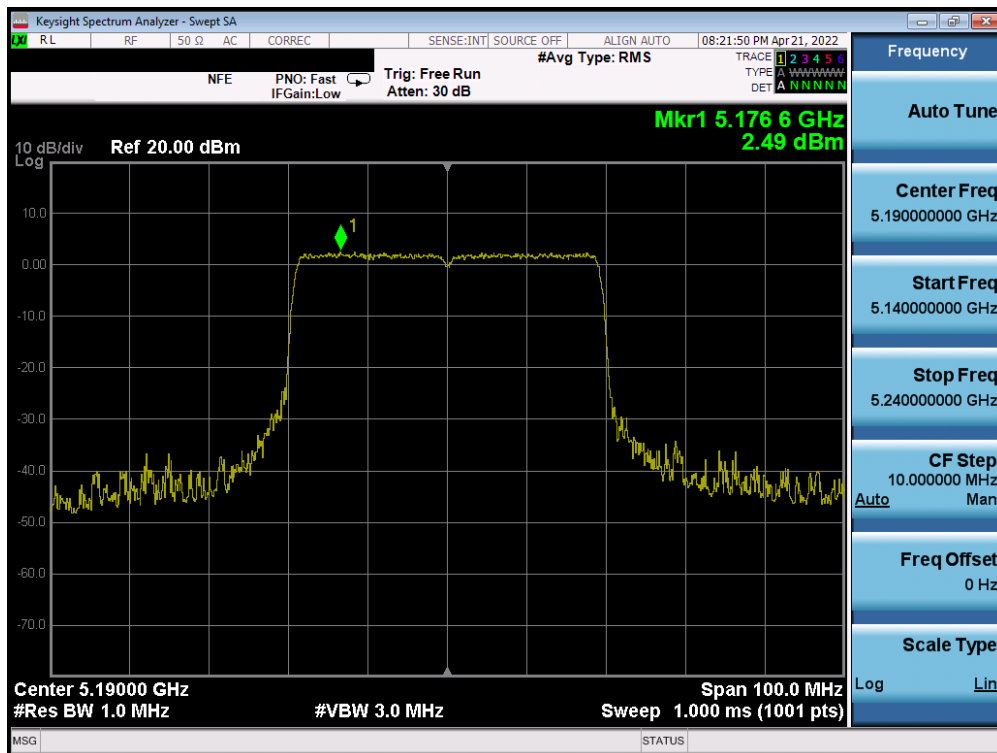 Keysight Spectrum Analyzer - Swept SA
LXI RL RF 50 Ω AC CORREC SENSE:INT SOURCE OFF ALIGN AUTO 08:21:50 PM Apr 21, 2022
#Avg Type: RMS
TRACE 1 2 3 4 5 6
TYPE A WWWWW
DET A N N N N N
NFE
PNO: Fast
IFGain:Low
Trig: Free Run
Atten: 30 dB
Mkr1 5.176 6 GHz
2.49 dBm
10 dB/div
Log
Ref 20.00 dBm
1
10.0
0.00
-10.0
-20.0
-30.0
-40.0
-50.0
-60.0
-70.0
Center 5.19000 GHz
Span 100.0 MHz
#Res BW 1.0 MHz
#VBW 3.0 MHz
Sweep 1.000 ms (1001 pts)
MSG
STATUS
Frequency
Auto Tune
Center Freq
5.190000000 GHz
Start Freq
5.140000000 GHz
Stop Freq
5.240000000 GHz
CF Step
10.000000 MHz
Auto Man
Freq Offset
0 Hz
Scale Type
Log Lin